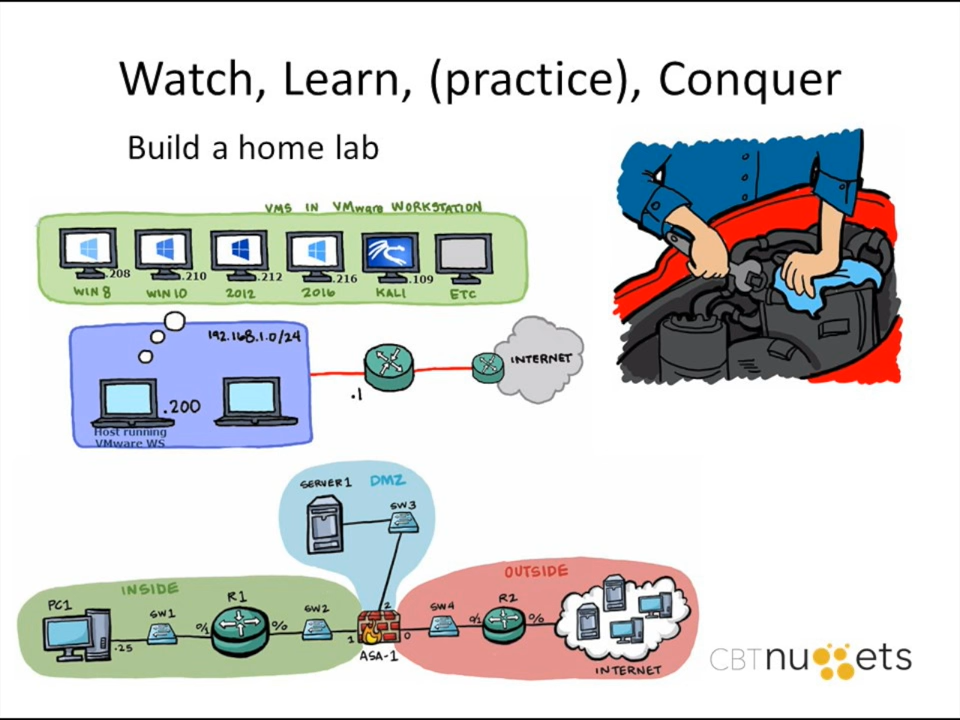 Watch, Learn, (practice), Conquer
Build a home lab
VMS IN VMware WORKSTATION
.208 .210 .212 .216 .109
WIN 8 WIN 10 2012 2016 KALI ETC
192.168.1.0/24
INTERNET
.1
.200
Host running
VMware WS
SERVER1 DMZ
SW3
INSIDE
OUTSIDE
PC1 SW1 R1 SW2 2 SW4 R2
0/1 0/0 1 0 0/1 0/0
.25
ASA-1
INTERNET
CBTnuggets